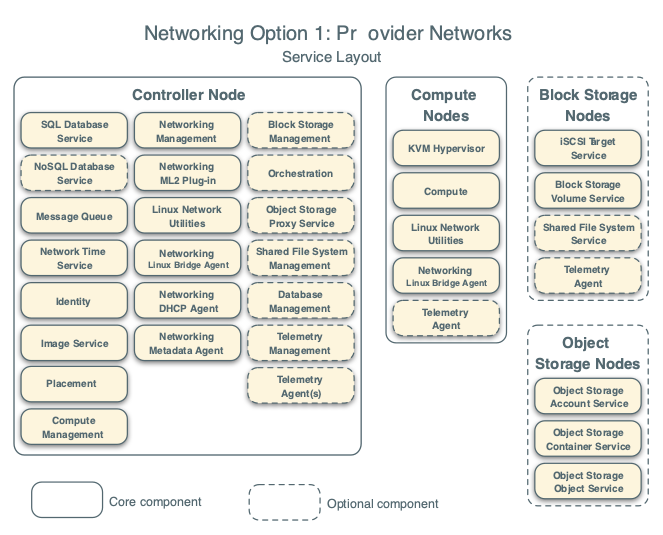 Networking Option 1: Pr ovider Networks
Service Layout
Controller Node
SQL Database
Service
Networking
Management
Block Storage
Management
NoSQL Database
Service
Networking
ML2 Plug-in
Orchestration
Message Queue
Linux Network
Utilities
Object Storage
Proxy Service
Network Time
Service
Networking
Linux Bridge Agent
Shared File System
Management
Identity
Networking
DHCP Agent
Database
Management
Image Service
Networking
Metadata Agent
Telemetry
Management
Placement
Telemetry
Agent(s)
Compute
Management
Compute
Nodes
KVM Hypervisor
Compute
Linux Network
Utilities
Networking
Linux Bridge Agent
Telemetry
Agent
Block Storage
Nodes
iSCSI Target
Service
Block Storage
Volume Service
Shared File System
Service
Telemetry
Agent
Object
Storage Nodes
Object Storage
Account Service
Object Storage
Container Service
Object Storage
Object Service
Core component
Optional component